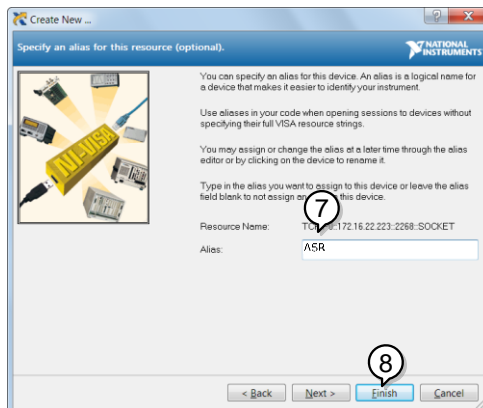 Create New ...
Specify an alias for this resource (optional).
NATIONAL
INSTRUMENTS
You can specify an alias for this device. An alias is a logical name for
a device that makes it easier to identify your instrument.
Use aliases in your code when opening sessions to devices without
specifying their full VISA resource strings.
You may assign or change the alias at a later time through the alias
editor or by clicking on the device to rename it.
Type in the alias you want to assign to this device or leave the alias
field blank to not assign an this device.
7
Resource Name: ::172.16.22.223::2268::SOCKET
Alias: ASR
NI-VISA
8
< Back Next > Finish Cancel